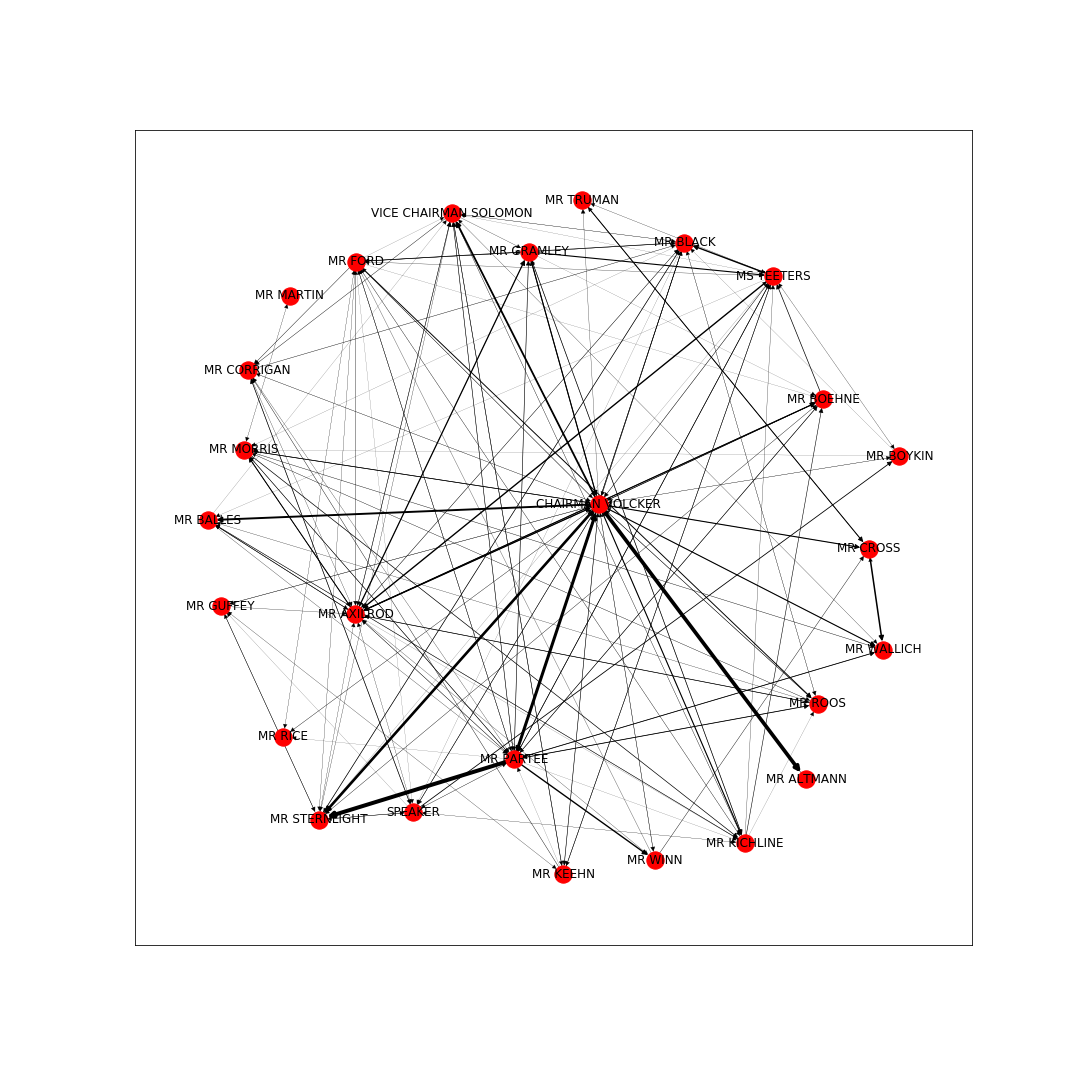 MR TRUMAN
VICE CHAIRMAN SOLOMON
MR GRAMLEY
MR BLACK
MR FORD
MS TEETERS
MR MARTIN
MR CORRIGAN
MR BOEHNE
MR MORRIS
MR BOYKIN
CHAIRMAN VOLCKER
MR BALLES
MR CROSS
MR GUFFEY
MR AXILROD
MR WALLICH
MR ROOS
MR RICE
MR PARTEE
MR ALTMANN
SPEAKER
MR STERNLIGHT
MR KICHLINE
MR WINN
MR KEEHN